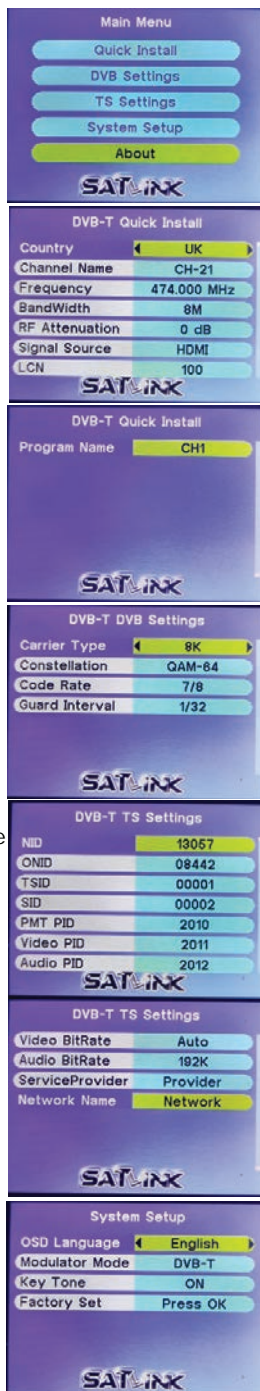 Main Menu
Quick Install
DVB Settings
TS Settings
System Setup
About
SATLINK
DVB-T Quick Install
Country UK
Channel Name CH-21
Frequency 474.000 MHz
BandWidth 8M
RF Attenuation 0 dB
Signal Source HDMI
LCN 100
SATLINK
DVB-T Quick Install
Program Name CH1
SATLINK
DVB-T DVB Settings
Carrier Type 8K
Constellation QAM-64
Code Rate 7/8
Guard Interval 1/32
SATLINK
DVB-T TS Settings
e
NID 13057
ONID 08442
TSID 00001
SID 00002
PMT PID 2010
Video PID 2011
Audio PID 2012
SATLINK
DVB-T TS Settings
Video BitRate Auto
Audio BitRate 192K
ServiceProvider Provider
Network Name Network
SATLINK
System Setup
OSD Language English
Modulator Mode DVB-T
Key Tone ON
Factory Set Press OK
SATLINK